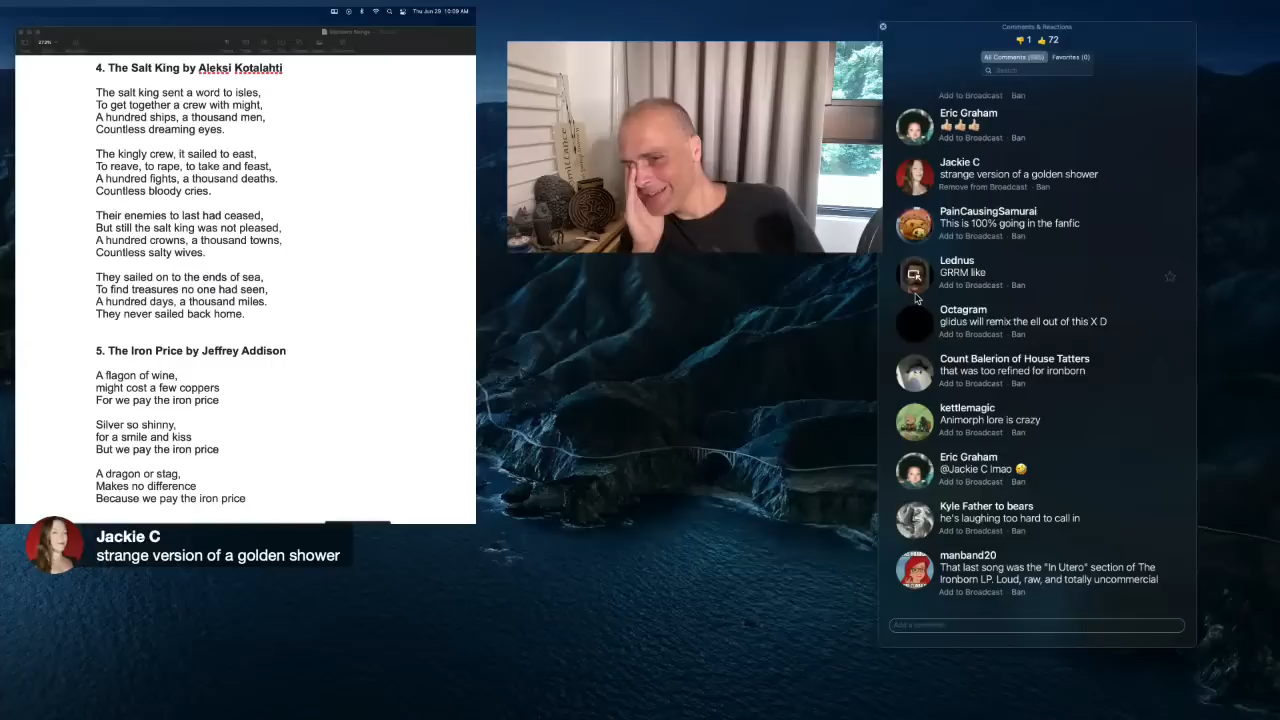 Thu Jun 29 10:09 AM
273%
4. The Salt King by Aleksi Kotalahti
The salt king sent a word to isles,
To get together a crew with might,
A hundred ships, a thousand men,
Countless dreaming eyes.
The kingly crew, it sailed to east,
To reave, to rape, to take and feast,
A hundred fights, a thousand deaths.
Countless bloody cries.
Their enemies to last had ceased,
But still the salt king was not pleased,
A hundred crowns, a thousand towns,
Countless salty wives.
They sailed on to the ends of sea,
To find treasures no one had seen,
A hundred days, a thousand miles.
They never sailed back home.
5. The Iron Price by Jeffrey Addison
A flagon of wine,
might cost a few coppers
For we pay the iron price
Silver so shinny,
for a smile and kiss
But we pay the iron price
A dragon or stag,
Makes no difference
Because we pay the iron price
Jackie C
strange version of a golden shower
Comments & Reactions
👎 1 👍 72
All Comments
Favorites (0)
Search
Add to Broadcast · Ban
Eric Graham
👍🏼👍🏼👍🏼
Add to Broadcast · Ban
Jackie C
strange version of a golden shower
Remove from Broadcast · Ban
PainCausingSamurai
This is 100% going in the fanfic
Add to Broadcast · Ban
Lednus
GRRM like
Add to Broadcast · Ban
Octagram
glidus will remix the ell out of this X D
Add to Broadcast · Ban
Count Balerion of House Tatters
that was too refined for ironborn
Add to Broadcast · Ban
kettlemagic
Animorph lore is crazy
Add to Broadcast · Ban
Eric Graham
@Jackie C lmao 🤣
Add to Broadcast · Ban
Kyle Father to bears
he's laughing too hard to call in
Add to Broadcast · Ban
manband20
That last song was the "In Utero" section of The
Ironborn LP. Loud, raw, and totally uncommercial
Add to Broadcast · Ban
Add a comment